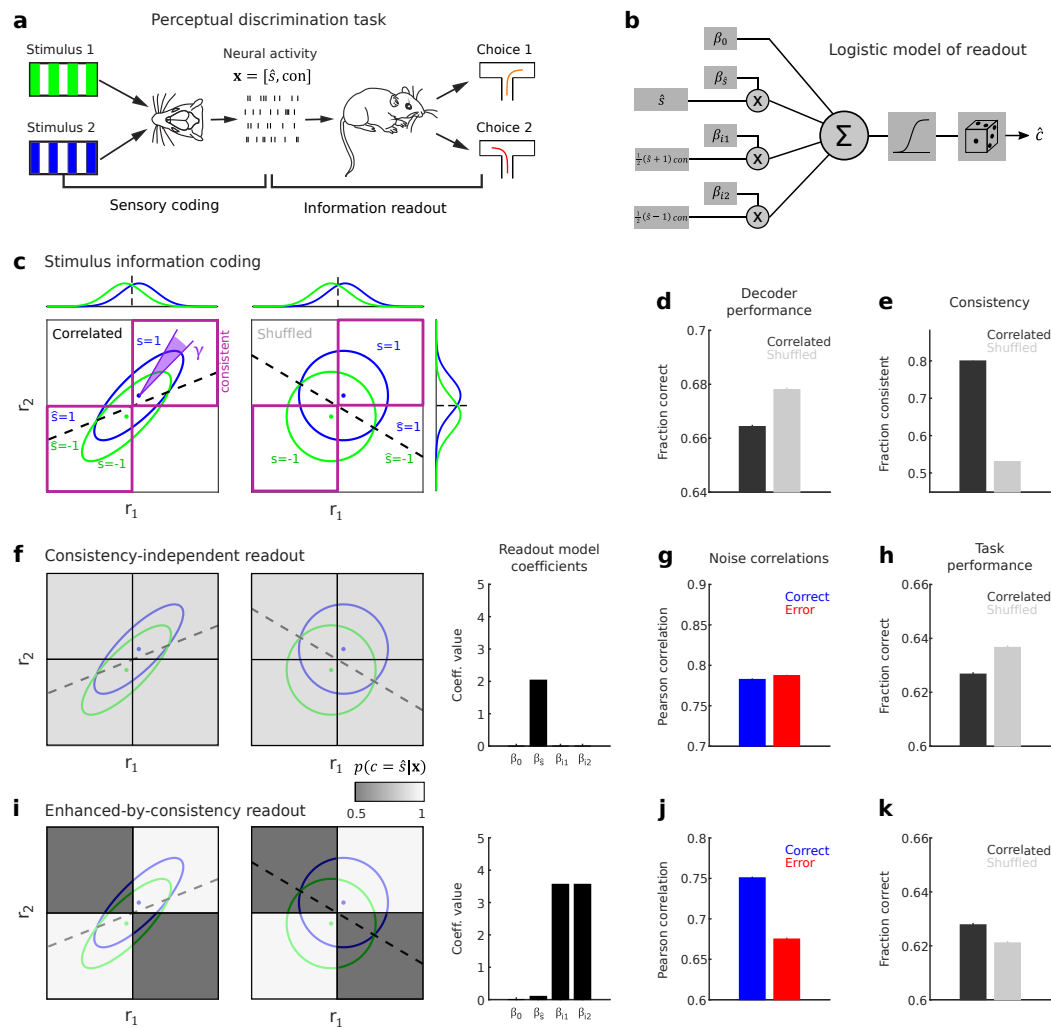 a
Perceptual discrimination task
Stimulus 1
Stimulus 2
Neural activity
x = [ŝ, con]
Choice 1
Choice 2
Sensory coding
Information readout
b
Logistic model of readout
β0
βŝ
ŝ
X
βi1
½(ŝ+1) con
X
βi2
½(ŝ−1) con
X
Σ
ĉ
c Stimulus information coding
Correlated
s=1
γ
consistent
ŝ=1
ŝ=-1
s=-1
r2
r1
Shuffled
s=1
ŝ=1
s=-1
ŝ=-1
r1
d
Decoder
performance
Correlated
Shuffled
Fraction correct
0.7
0.68
0.66
0.64
e
Consistency
Correlated
Shuffled
Fraction consistent
0.8
0.7
0.6
0.5
f Consistency-independent readout
r2
r1
r1
Readout model
coefficients
Coeff. value
5
4
3
2
1
0
β0 βŝ βi1 βi2
g
Noise correlations
Correct
Error
Pearson correlation
0.9
0.85
0.8
0.75
0.7
h
Task
performance
Correlated
Shuffled
Fraction correct
0.66
0.64
0.62
0.6
p(c = ŝ|x)
0.5 1
i Enhanced-by-consistency readout
r2
r1
r1
Coeff. value
5
4
3
2
1
0
β0 βŝ βi1 βi2
j
Correct
Error
Pearson correlation
0.8
0.75
0.7
0.65
0.6
k
Correlated
Shuffled
Fraction correct
0.66
0.64
0.62
0.6